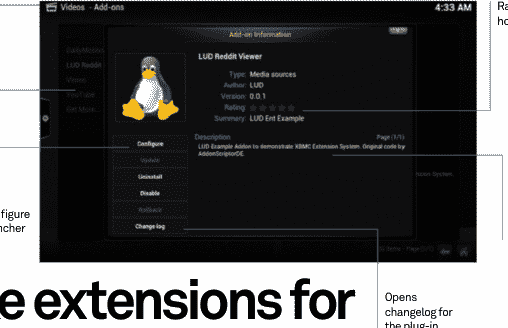 Videos · Add-ons
4:33 AM
Ra
ho
Add-on Information
DailyMotion
LUD Reddit
LUD Reddit Viewer
Type: Media sources
Author: LUD
Version: 0.0.1
Rating:
Summary: LUD Ent Example
Description
Page (1/1)
LUD Example Addon to demonstrate XBMC Extension System. Original code by
AddonScriptorDE.
Configure
Update
Uninstall
Disable
Rollback
Change log
figure
ncher
e extensions for
Opens
changelog for
the plug-in